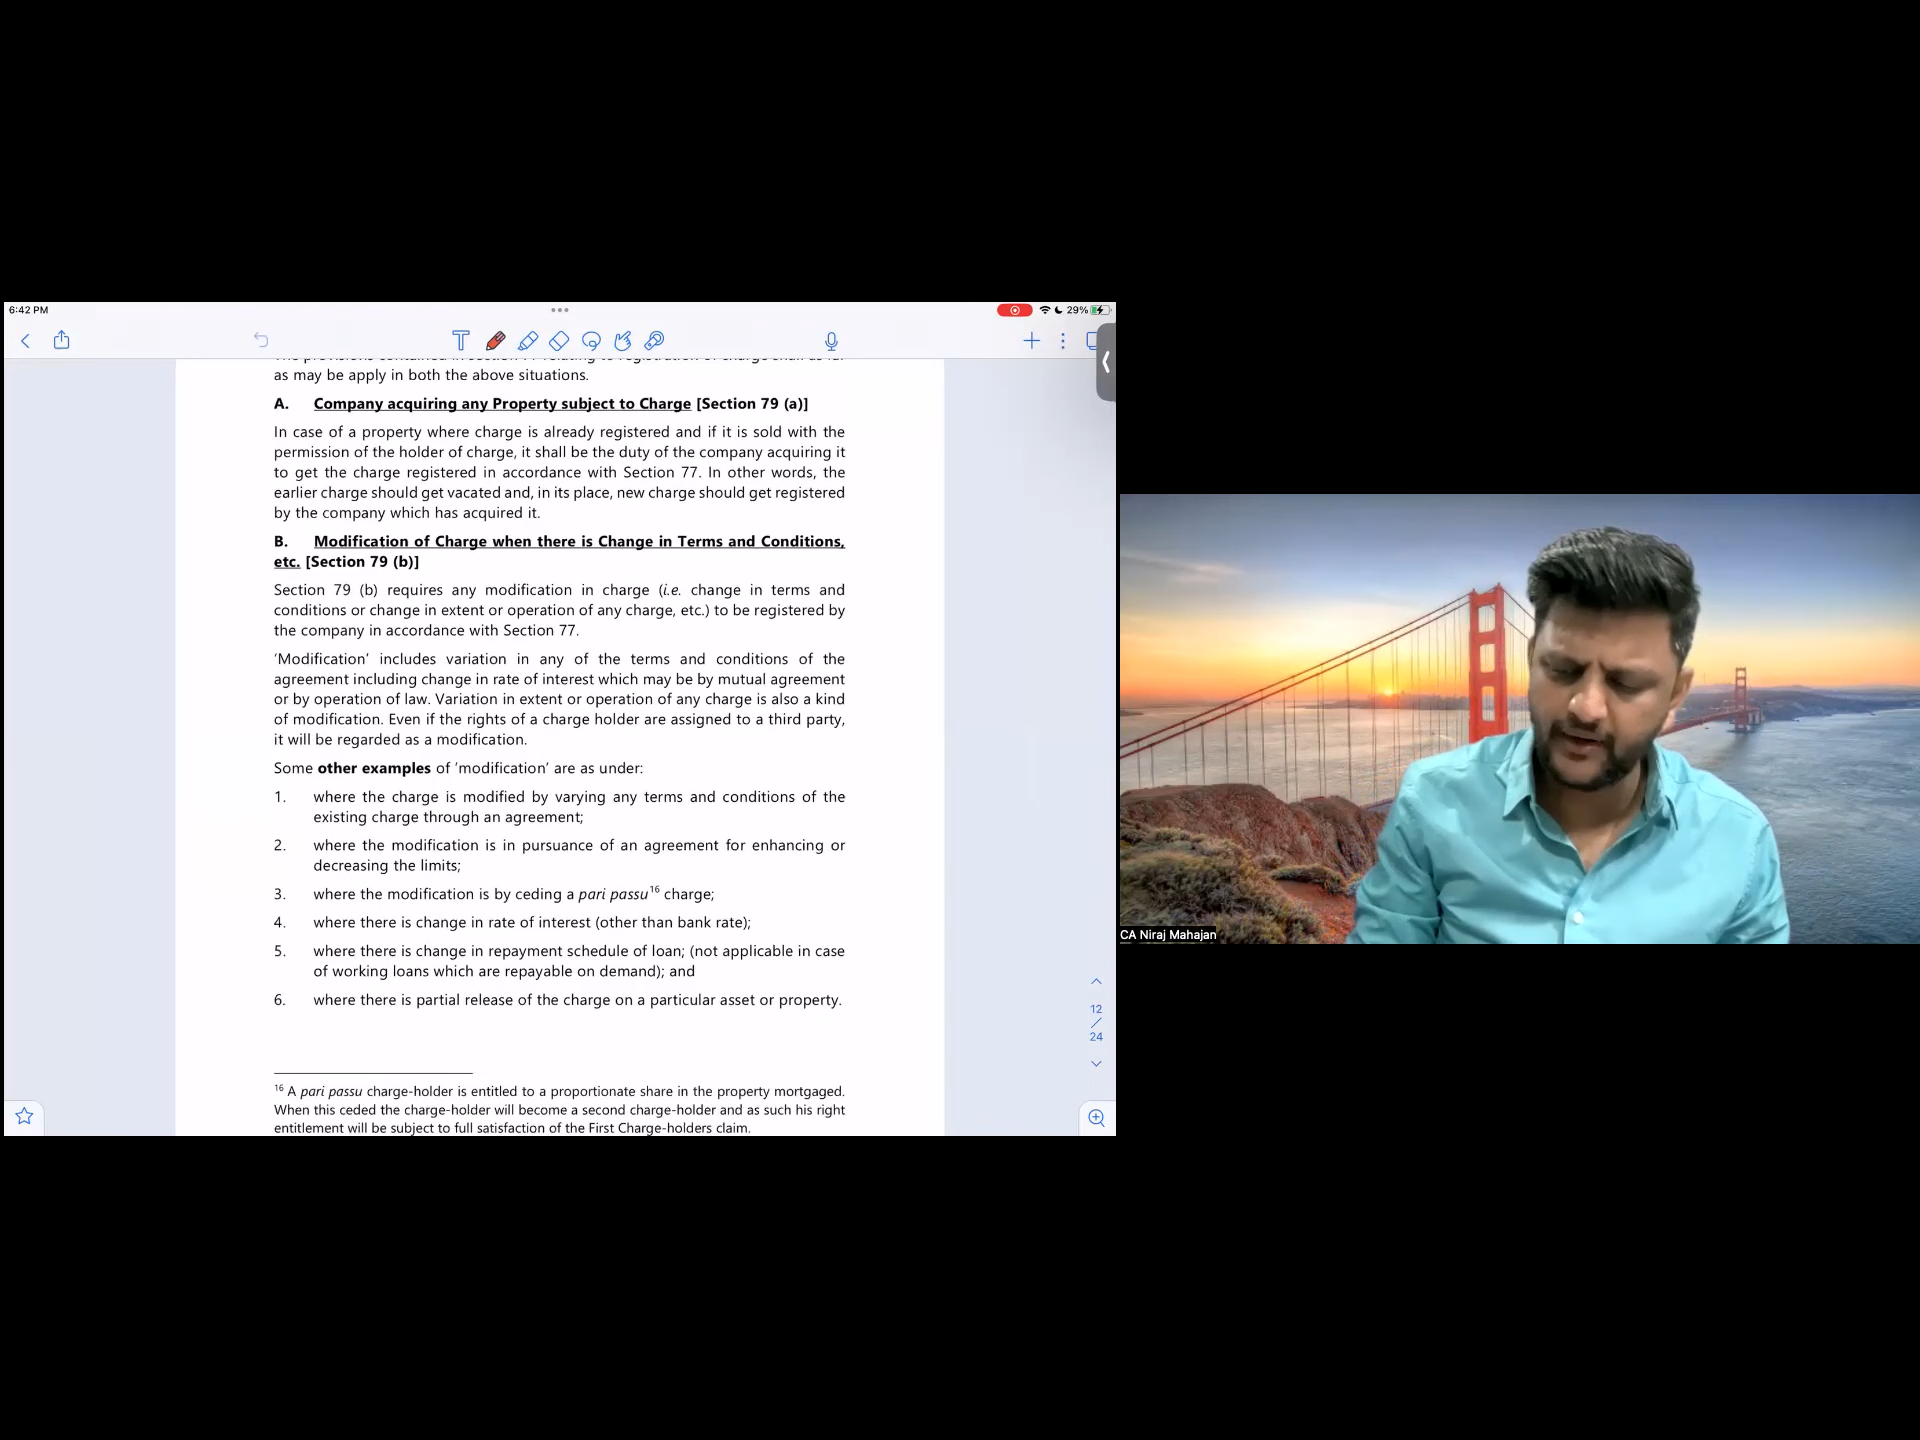 6:42 PM
29%
as may be apply in both the above situations.
A. Company acquiring any Property subject to Charge [Section 79 (a)]
In case of a property where charge is already registered and if it is sold with the
permission of the holder of charge, it shall be the duty of the company acquiring it
to get the charge registered in accordance with Section 77. In other words, the
earlier charge should get vacated and, in its place, new charge should get registered
by the company which has acquired it.
B. Modification of Charge when there is Change in Terms and Conditions,
etc. [Section 79 (b)]
Section 79 (b) requires any modification in charge (i.e. change in terms and
conditions or change in extent or operation of any charge, etc.) to be registered by
the company in accordance with Section 77.
‘Modification’ includes variation in any of the terms and conditions of the
agreement including change in rate of interest which may be by mutual agreement
or by operation of law. Variation in extent or operation of any charge is also a kind
of modification. Even if the rights of a charge holder are assigned to a third party,
it will be regarded as a modification.
Some other examples of ‘modification’ are as under:
1. where the charge is modified by varying any terms and conditions of the
existing charge through an agreement;
2. where the modification is in pursuance of an agreement for enhancing or
decreasing the limits;
3. where the modification is by ceding a pari passu16 charge;
4. where there is change in rate of interest (other than bank rate);
5. where there is change in repayment schedule of loan; (not applicable in case
of working loans which are repayable on demand); and
6. where there is partial release of the charge on a particular asset or property.
16 A pari passu charge-holder is entitled to a proportionate share in the property mortgaged.
When this ceded the charge-holder will become a second charge-holder and as such his right
entitlement will be subject to full satisfaction of the First Charge-holders claim.
12
/
24
CA Niraj Mahajan